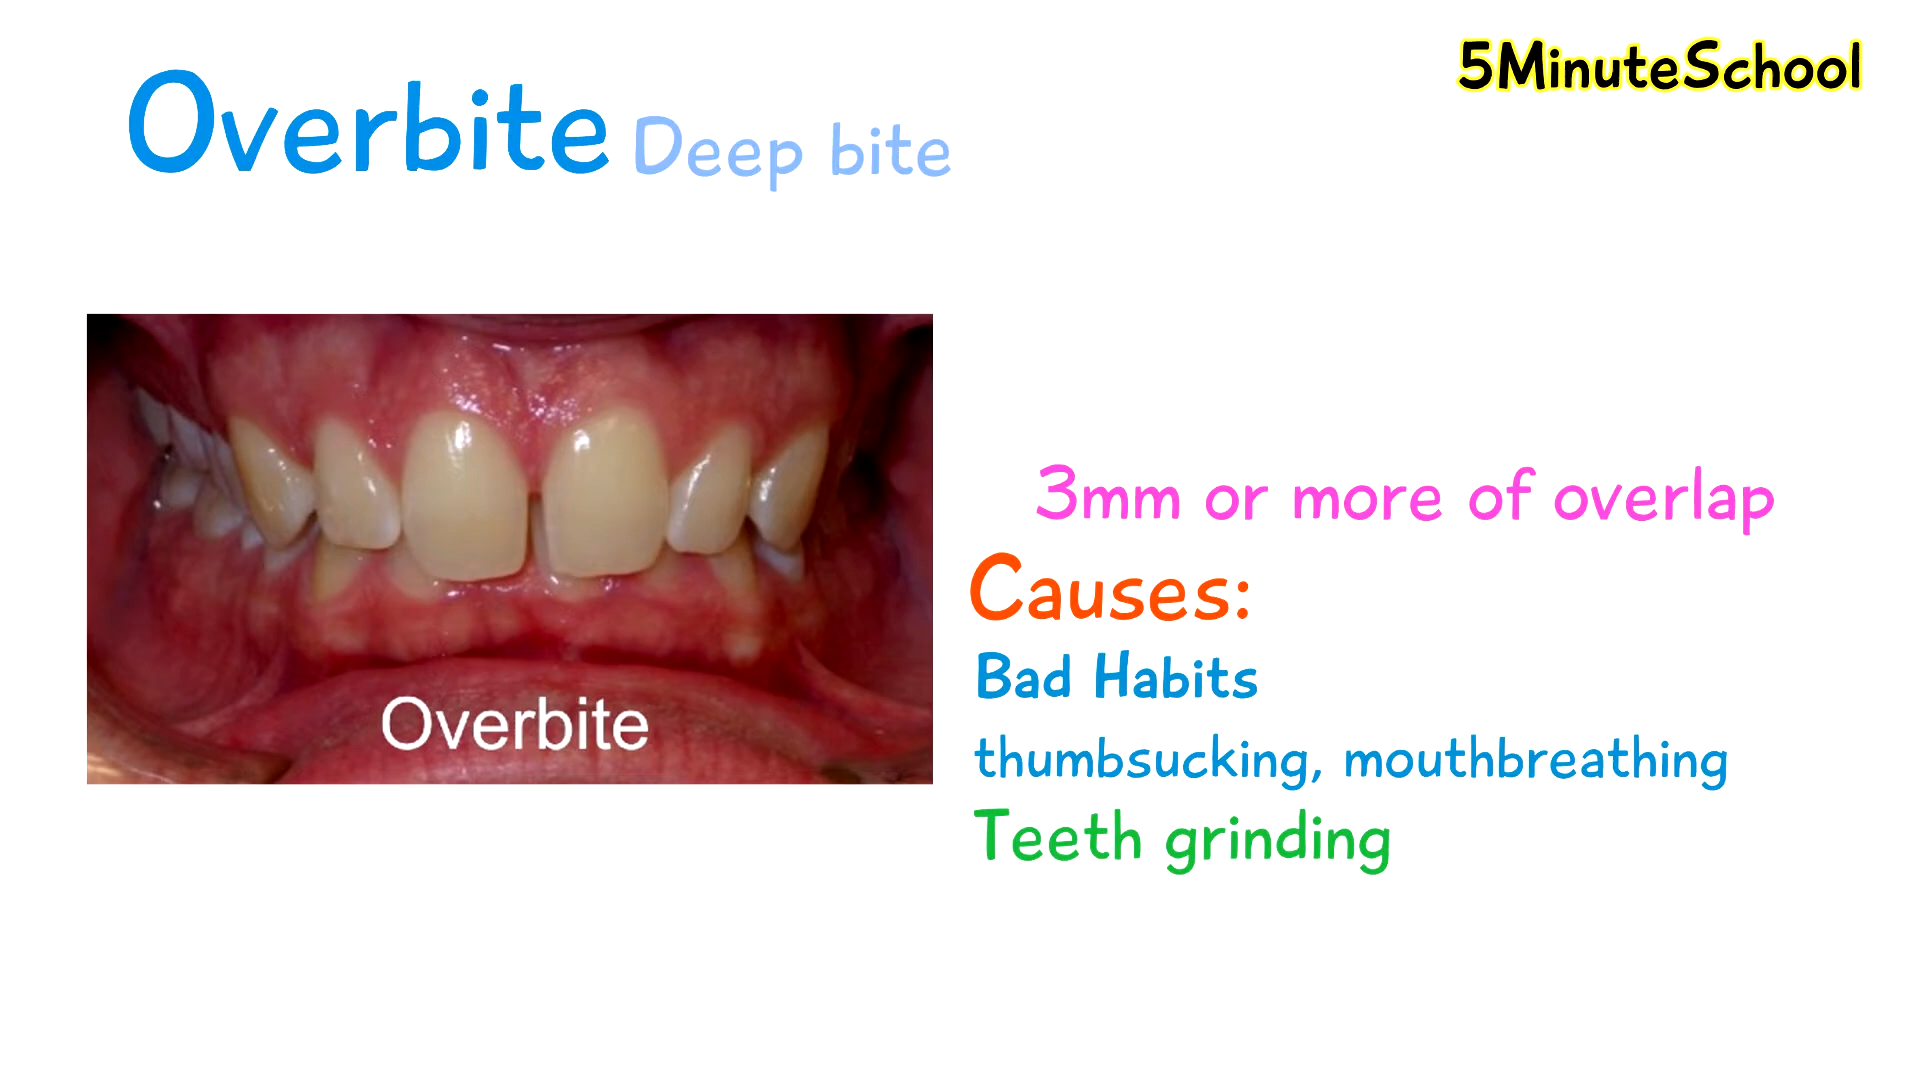 5MinuteSchool
Overbite Deep bite
3mm or more of overlap
Causes:
Bad Habits
thumbsucking, mouthbreathing
Teeth grinding
Overbite